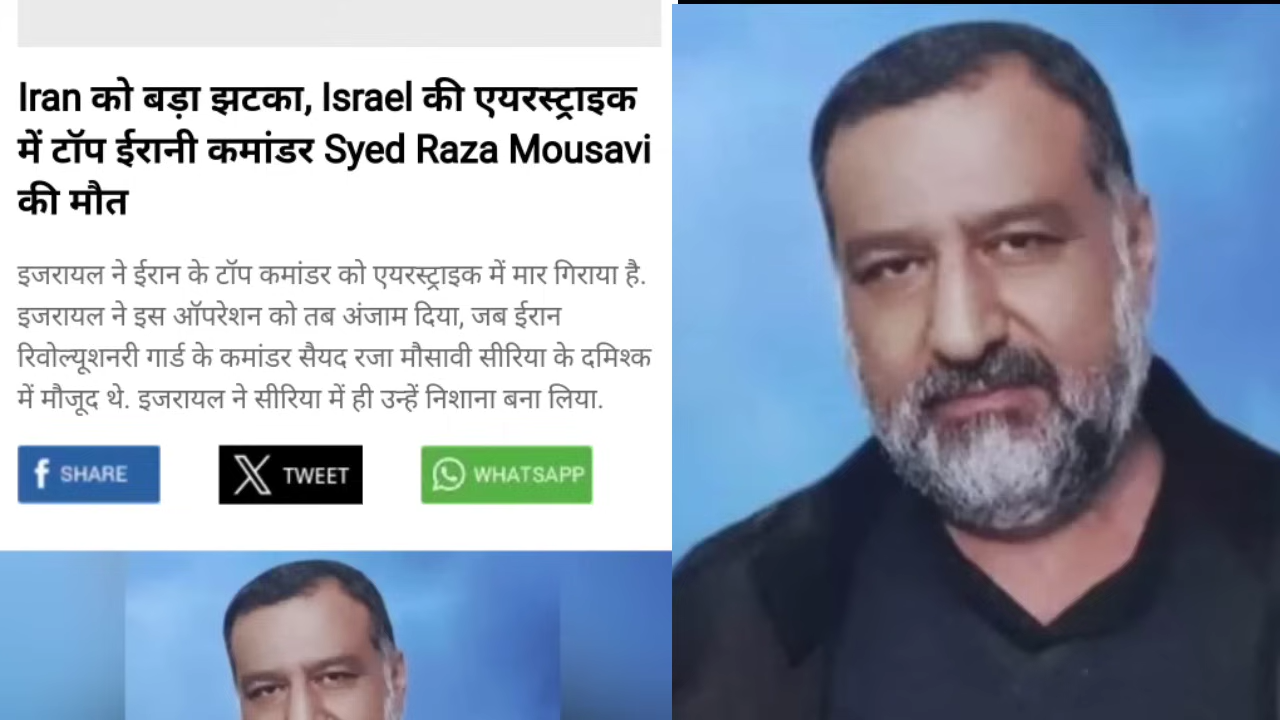 Iran को बड़ा झटका, Israel की एयरस्ट्राइक
में टॉप ईरानी कमांडर Syed Raza Mousavi
की मौत
इजरायल ने ईरान के टॉप कमांडर को एयरस्ट्राइक में मार गिराया है.
इजरायल ने इस ऑपरेशन को तब अंजाम दिया, जब ईरान
रिवोल्यूशनरी गार्ड के कमांडर सैयद रजा मौसावी सीरिया के दमिश्क
में मौजूद थे. इजरायल ने सीरिया में ही उन्हें निशाना बना लिया.
f SHARE
X TWEET
WHATSAPP